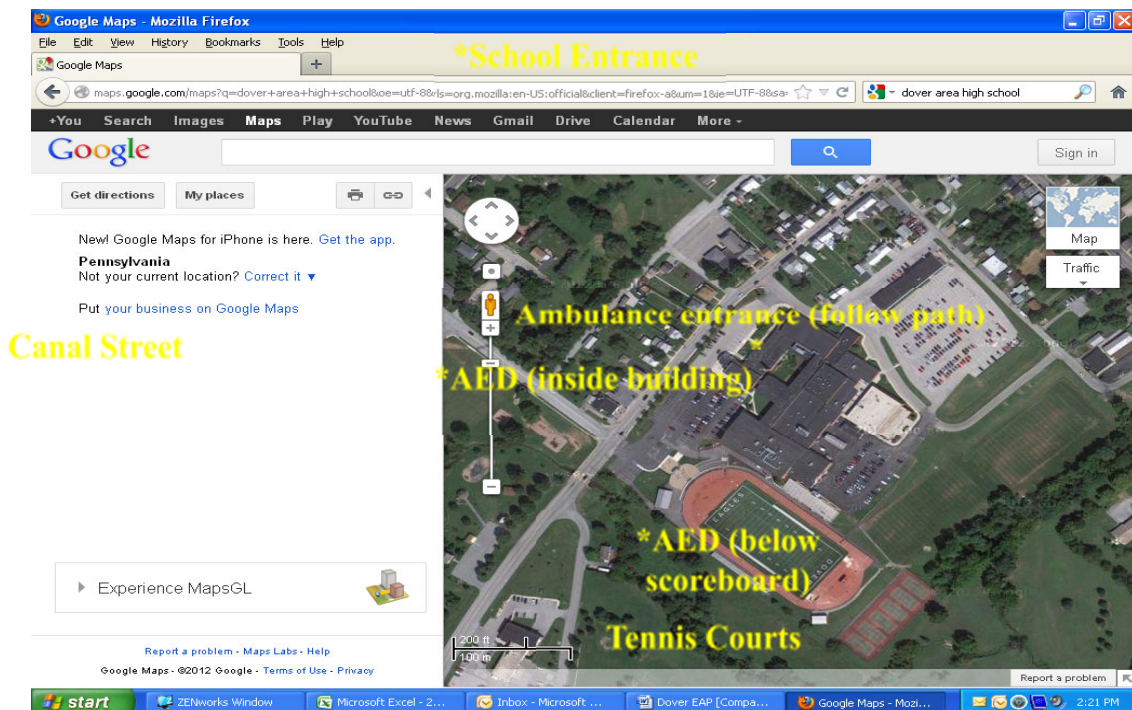 Google Maps - Mozilla Firefox
File Edit View History Bookmarks Tools Help
*School Entrance
Google Maps +
maps.google.com/maps?q=dover+area+high+school&oe=utf-8&rls=org.mozilla:en-US:official&client=firefox-a&um=1&ie=UTF-8&sa= dover area high school
+You Search Images Maps Play YouTube News Gmail Drive Calendar More
Google Sign in
Get directions My places
New! Google Maps for iPhone is here. Get the app.
Pennsylvania
Not your current location? Correct it
Put your business on Google Maps
Canal Street
Map
Traffic
Ambulance entrance (follow path)
*
*AED (inside building)
EAGLES
DOVER
*AED (below
scoreboard)
Tennis Courts
Experience MapsGL
200 ft
100 m
Report a problem - Maps Labs - Help
Google Maps - ©2012 Google - Terms of Use - Privacy
Report a problem
start ZENworks Window Microsoft Excel - 2... Inbox - Microsoft ... Dover EAP [Compa... Google Maps - Mozi... 2:21 PM